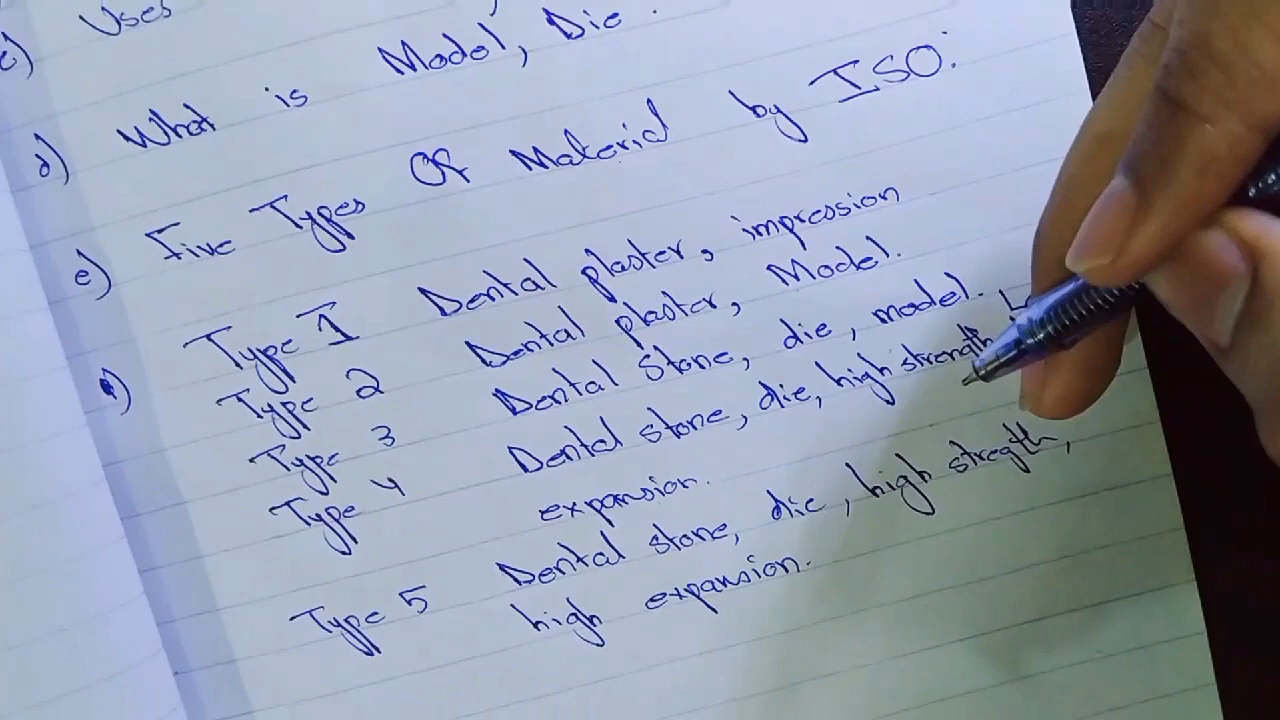 c) Uses
d) What is Model, Die.
e) Five Types Of Material by ISO:
f) Type 1 Dental plaster, impression
Type 2 Dental plaster, Model.
Type 3 Dental Stone, die, model.
Type 4 Dental stone, die, high strength
expansion.
Type 5 Dental stone, die, high stregth,
high expansion.